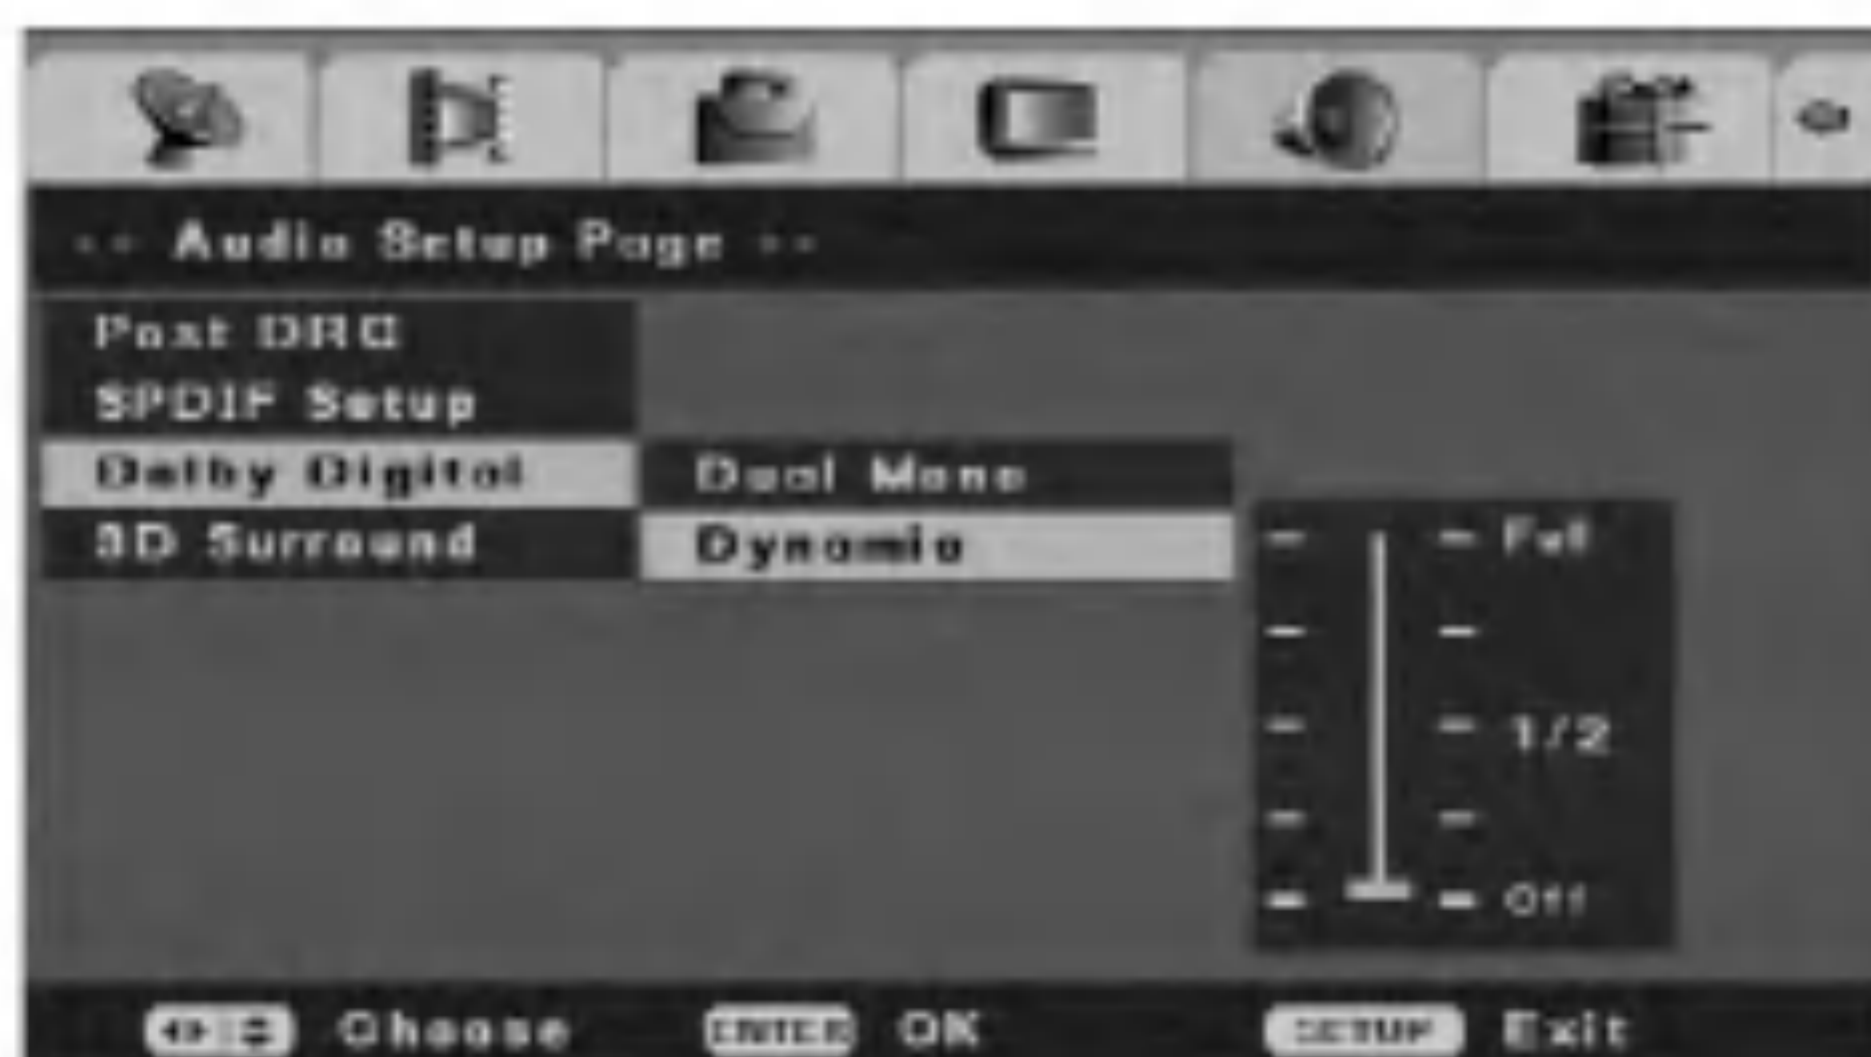 -- Audio Setup Page --
Post DRC
SPDIF Setup
Dolby Digital
Dual Mono
3D Surround
Dynamic
Full
1/2
Off
Choose
ENTER OK
SETUP Exit